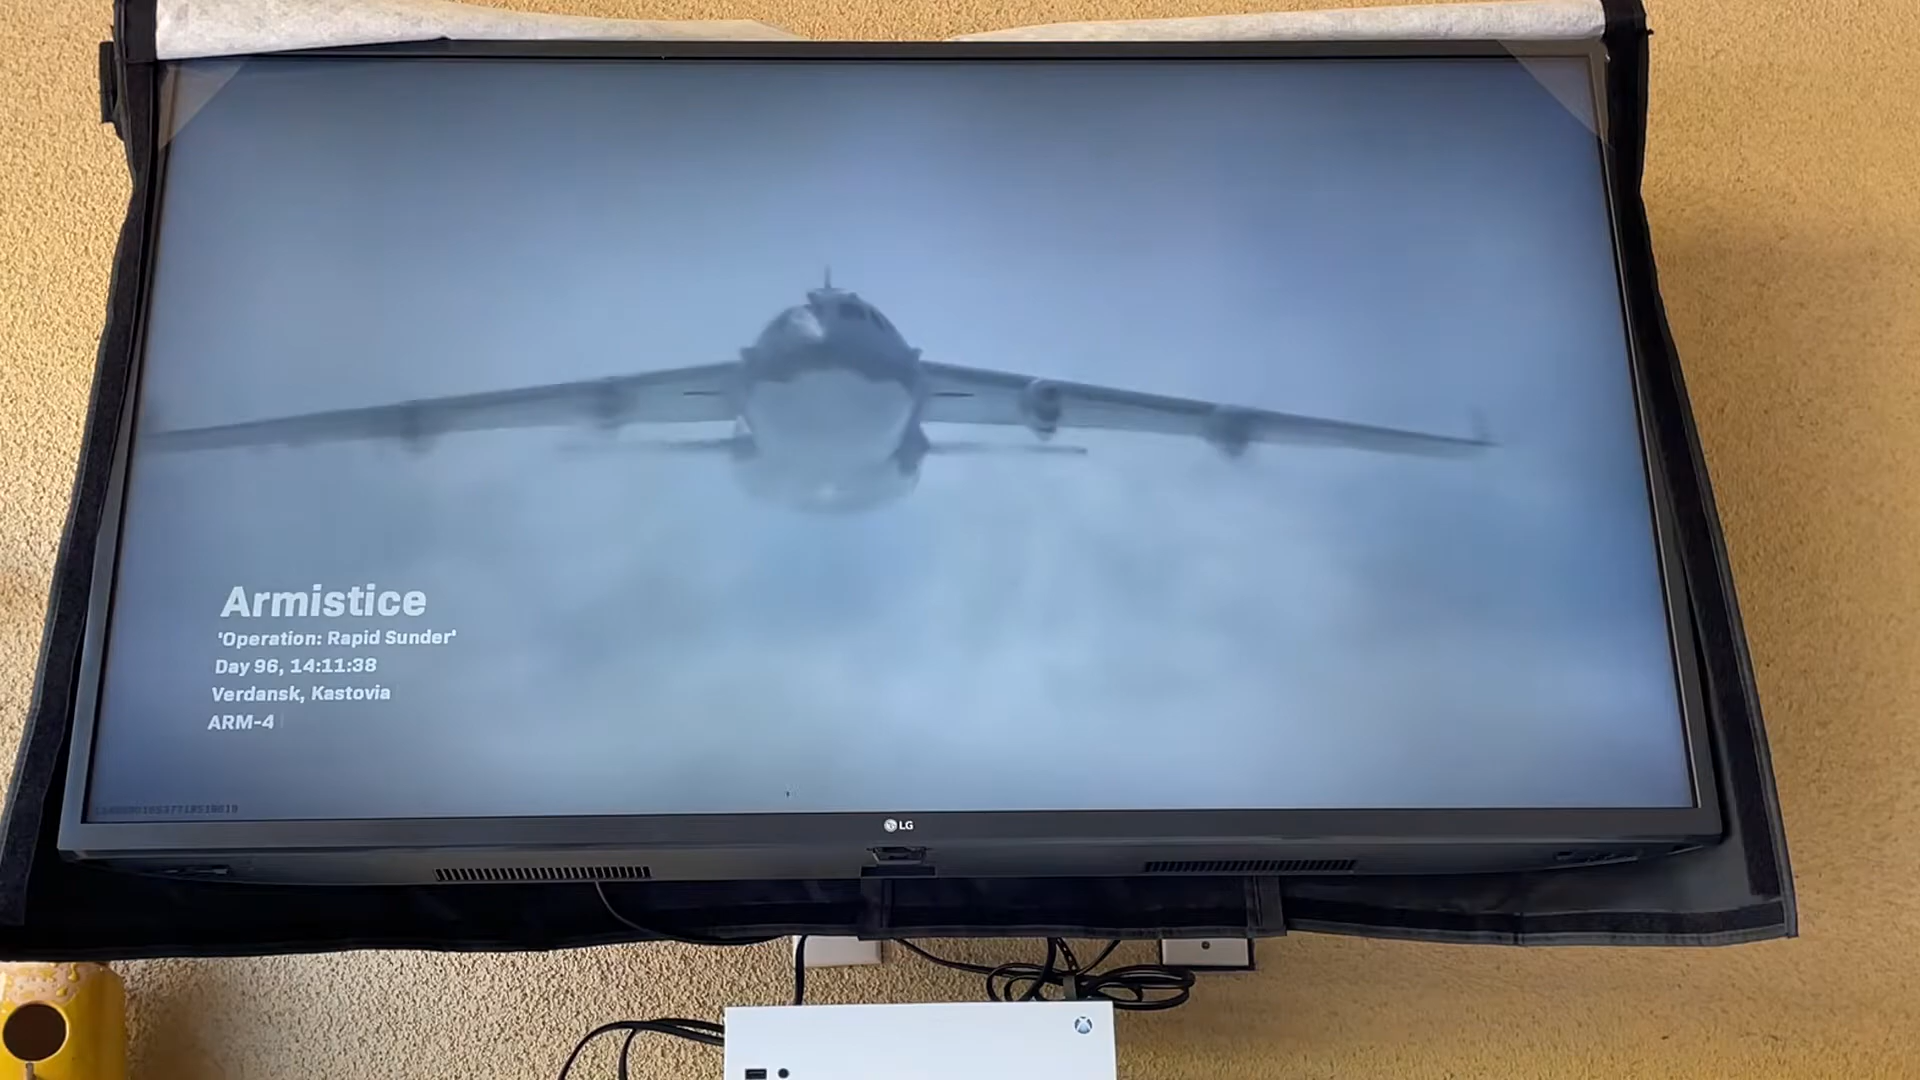 Armistice
'Operation: Rapid Sunder'
Day 96, 14:11:38
Verdansk, Kastovia
ARM-4
LG